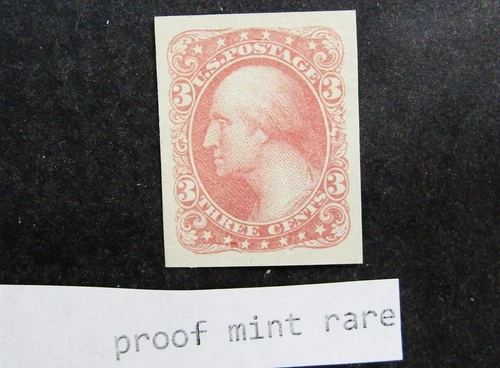 U.S. POSTAGE
3 3
3 3
THREE CENTS
proof mint rare